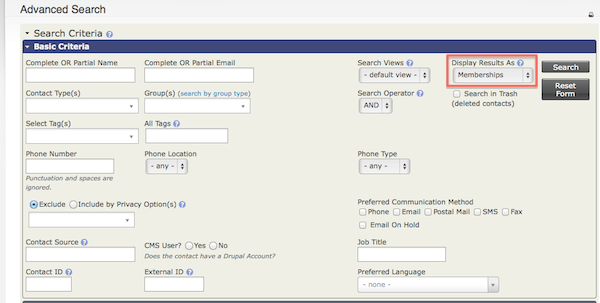 Advanced Search
Search Criteria
Basic Criteria
Complete OR Partial Name Complete OR Partial Email Search Views Display Results As
- default view - Memberships Search
Contact Type(s) Group(s) (search by group type) Search Operator Search in Trash (deleted contacts) Reset Form
AND
Select Tag(s) All Tags
Phone Number Phone Location Phone Type
- any - - any -
Punctuation and spaces are ignored.
Exclude Include by Privacy Option(s) Preferred Communication Method
Phone Email Postal Mail SMS Fax
Email On Hold
Contact Source CMS User? Yes No Job Title
Does the contact have a Drupal Account?
Contact ID External ID Preferred Language
- none -